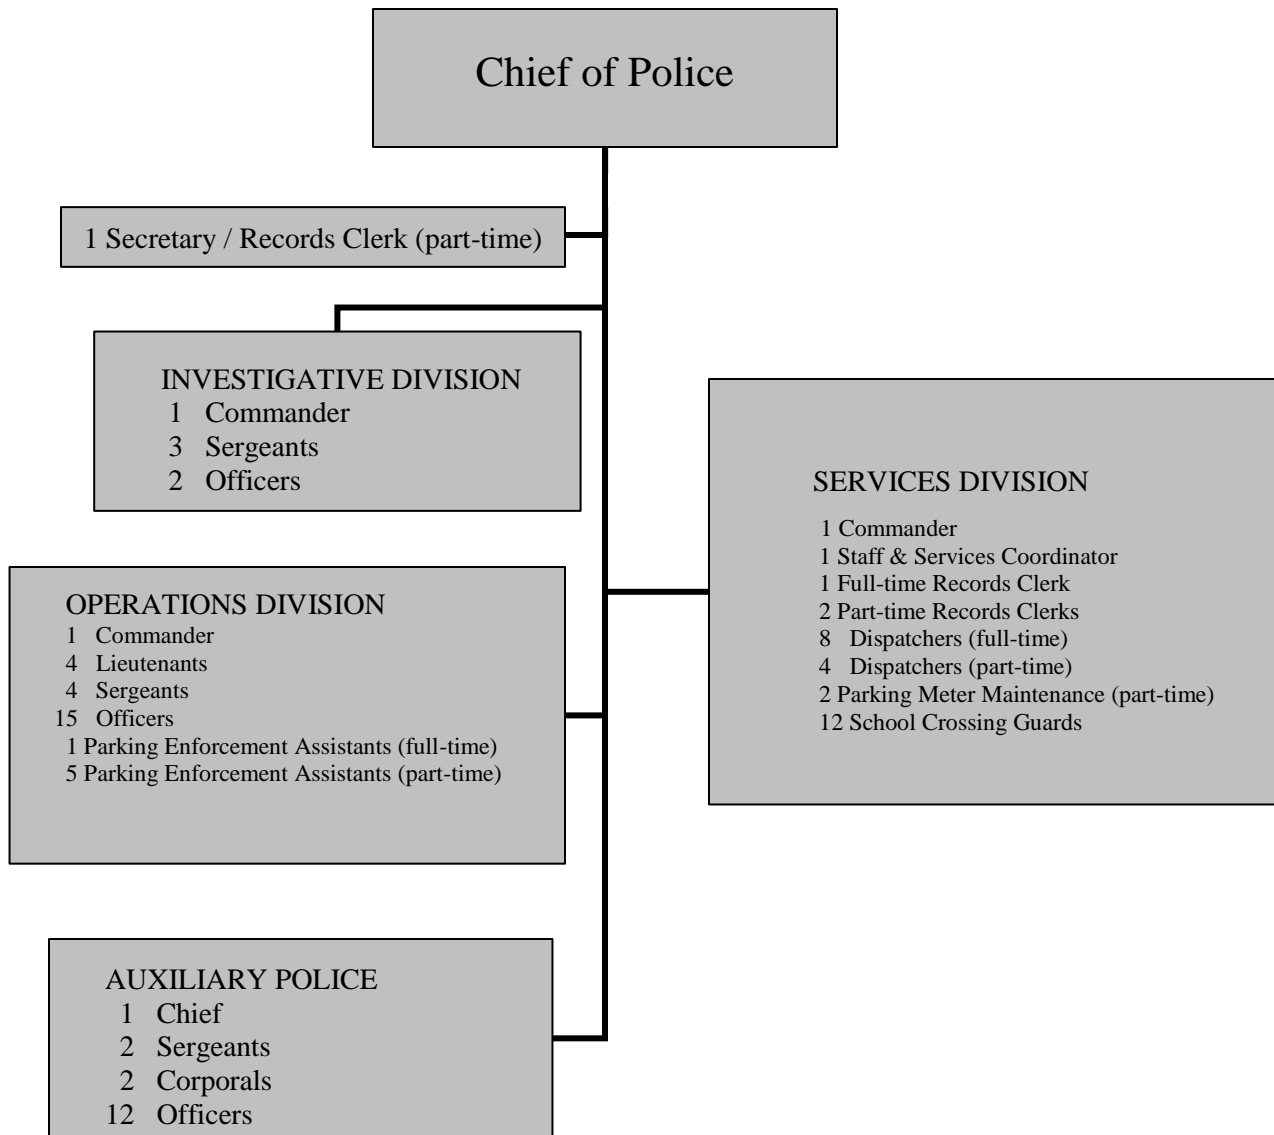 Chief of Police
1 Secretary / Records Clerk (part-time)
INVESTIGATIVE DIVISION
1 Commander
3 Sergeants
2 Officers
SERVICES DIVISION
1 Commander
1 Staff & Services Coordinator
1 Full-time Records Clerk
2 Part-time Records Clerks
8 Dispatchers (full-time)
4 Dispatchers (part-time)
2 Parking Meter Maintenance (part-time)
12 School Crossing Guards
OPERATIONS DIVISION
1 Commander
4 Lieutenants
4 Sergeants
15 Officers
1 Parking Enforcement Assistants (full-time)
5 Parking Enforcement Assistants (part-time)
AUXILIARY POLICE
1 Chief
2 Sergeants
2 Corporals
12 Officers